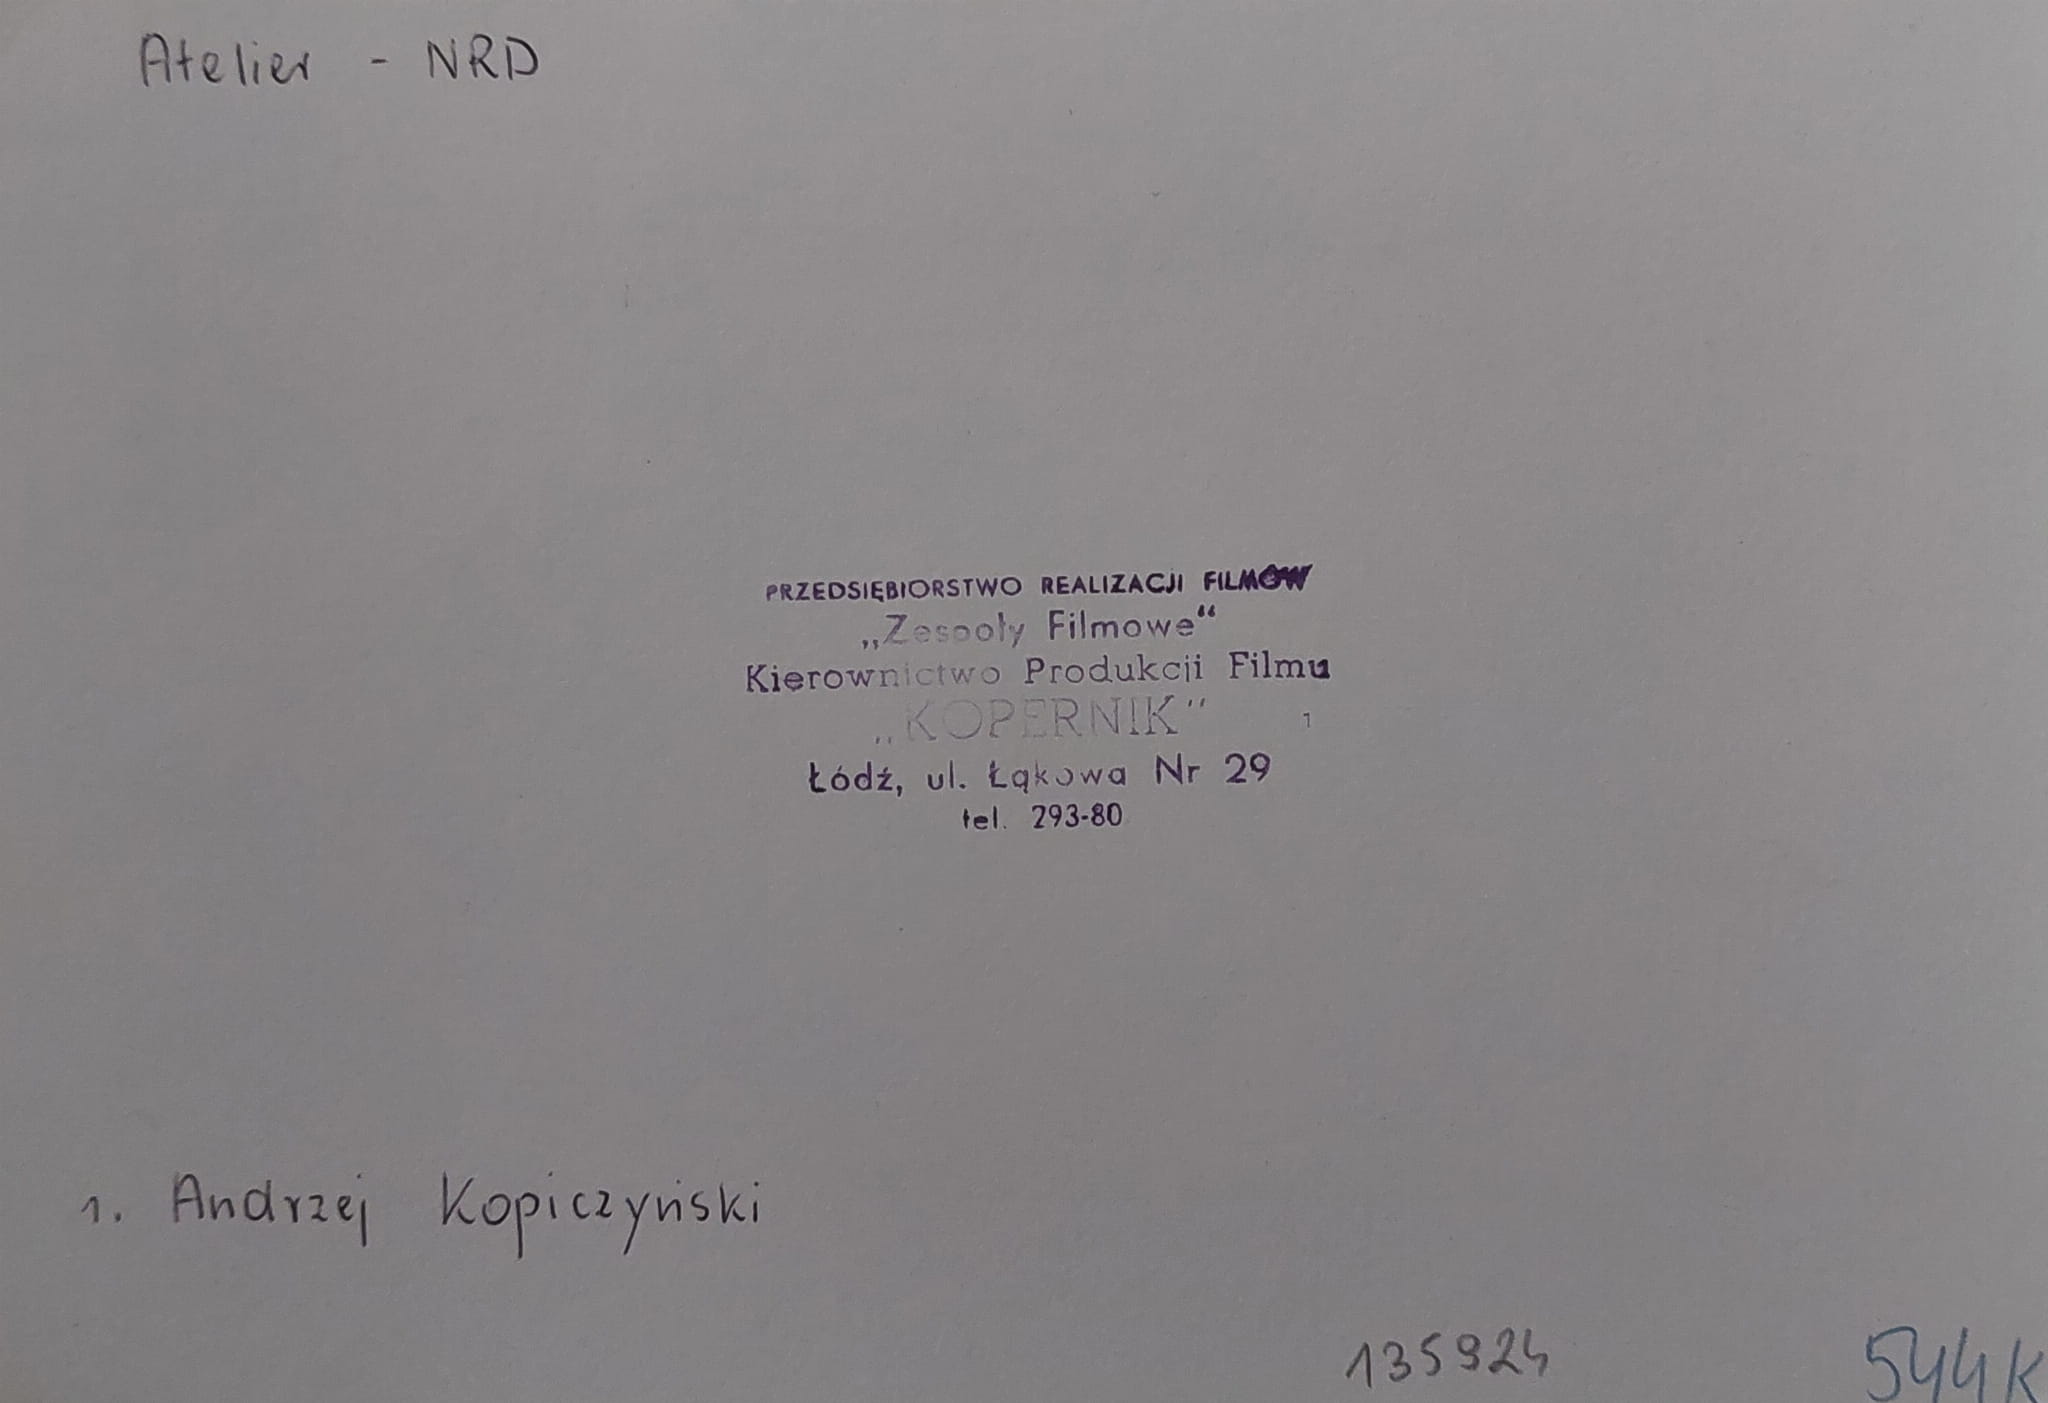 Atelier - NRD
PRZEDSIĘBIORSTWO REALIZACJI FILMÓW
„Zespoły Filmowe“
Kierownictwo Produkcji Filmu
„KOPERNIK”
Łódź, ul. Łąkowa Nr 29
tel. 293-80
1. Andrzej Kopiczyński
135924
544K